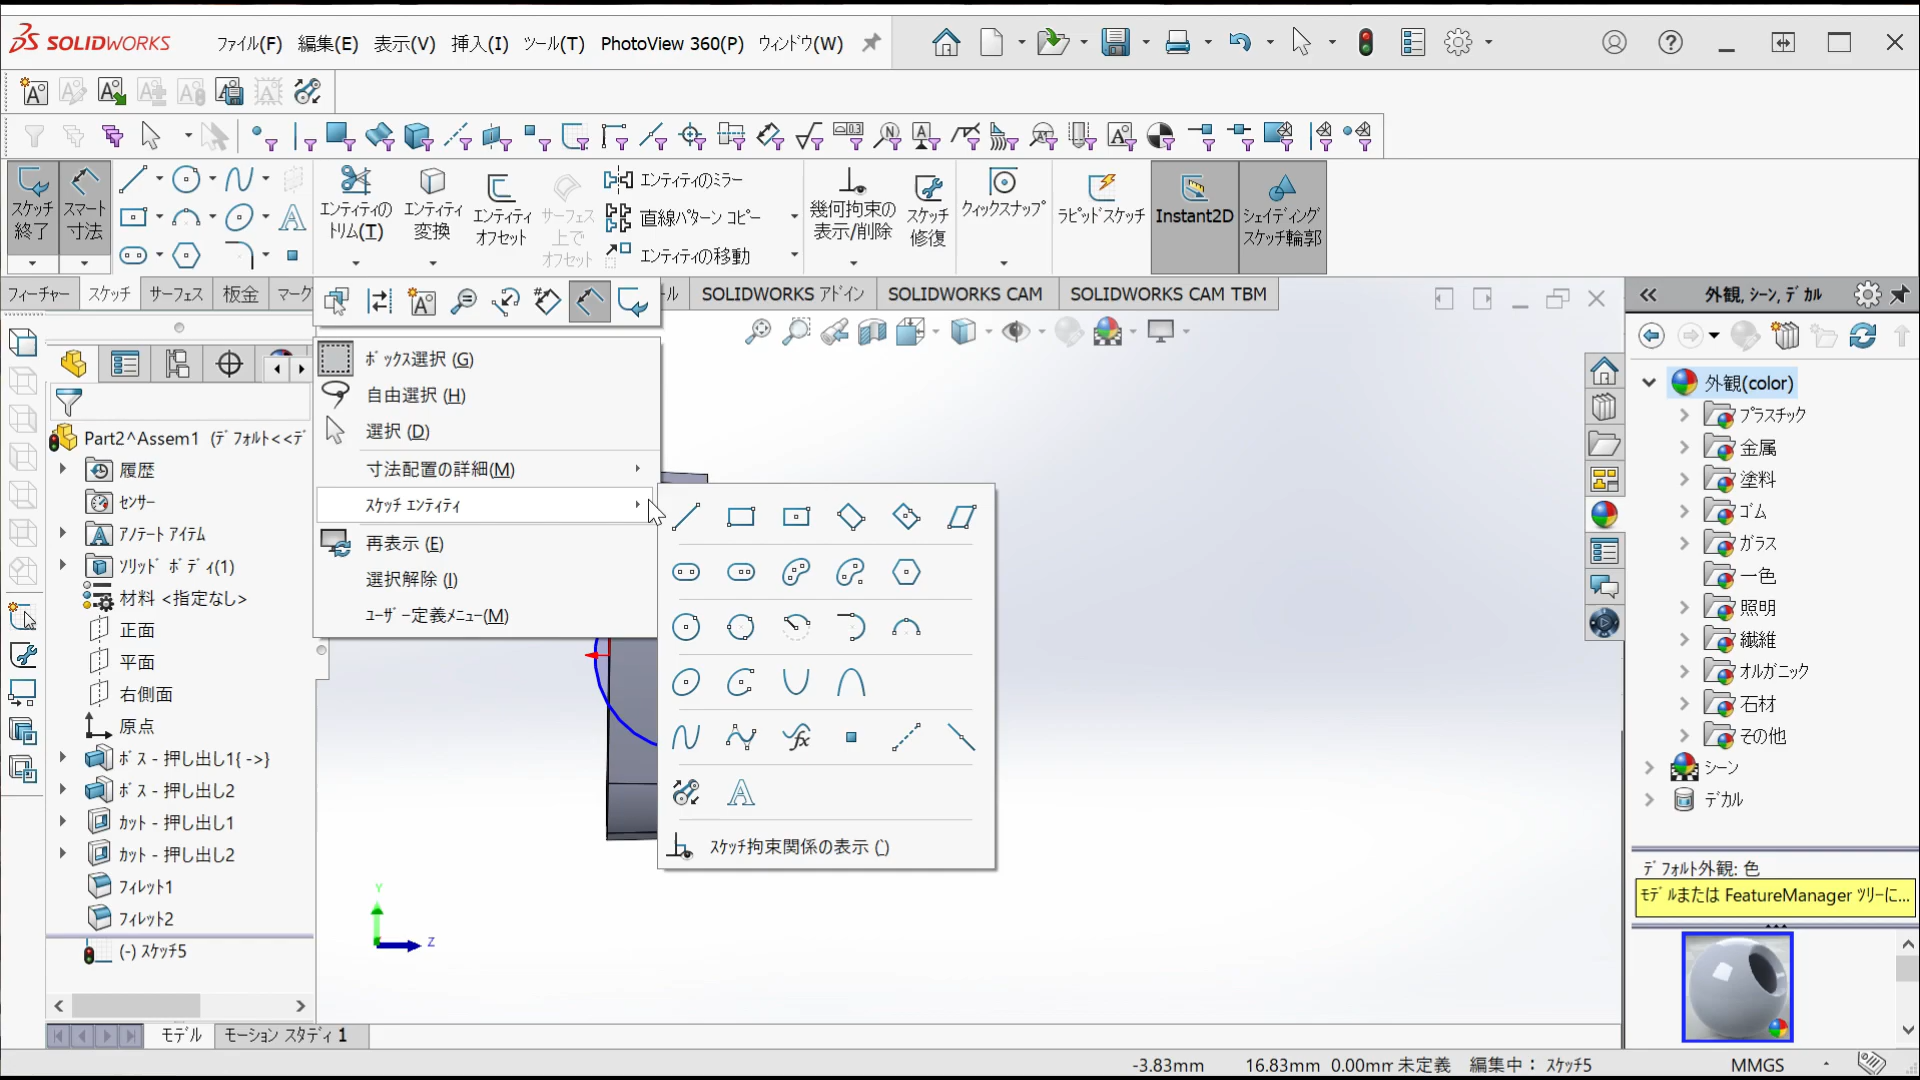 SOLIDWORKS ファイル(F) 編集(E) 表示(V) 挿入(I) ツール(T) PhotoView 360(P) ウィンドウ(W)
スケッチ終了
スマート寸法
エンティティのトリム(T)
エンティティ変換
エンティティオフセット
サーフェス上でオフセット
エンティティのミラー
直線パターン コピー
エンティティの移動
幾何拘束の表示/削除
スケッチ修復
クイックスナップ
ラピッドスケッチ
Instant2D
シェイディングスケッチ輪郭
フィーチャー スケッチ サーフェス 板金 マーク ール SOLIDWORKS アドイン SOLIDWORKS CAM SOLIDWORKS CAM TBM
ボックス選択 (G)
自由選択 (H)
選択 (D)
寸法配置の詳細(M)
スケッチ エンティティ
再表示 (E)
選択解除 (I)
ユーザー定義メニュー(M)
スケッチ拘束関係の表示 (`)
Part2^Assem1 (デフォルト<<デ
履歴
センサー
アノテート アイテム
ソリッド ボディ(1)
材料 <指定なし>
正面
平面
右側面
原点
ボス - 押し出し1{ ->}
ボス - 押し出し2
カット - 押し出し1
カット - 押し出し2
フィレット1
フィレット2
(-) スケッチ5
Y
Z
外観, シーン, デカル
外観(color)
プラスチック
金属
塗料
ゴム
ガラス
一色
照明
繊維
オルガニック
石材
その他
シーン
デカル
デフォルト外観: 色
モデルまたは FeatureManager ツリーに...
モデル モーション スタディ 1
-3.83mm 16.83mm 0.00mm 未定義 編集中： スケッチ5 MMGS